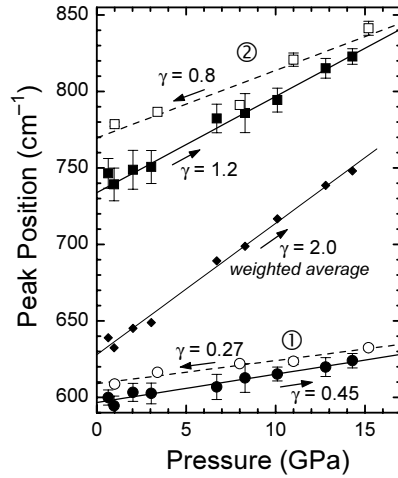 850
800
750
700
650
600
0
5
10
15
Peak Position (cm⁻¹)
Pressure (GPa)
②
γ = 0.8
γ = 1.2
γ = 2.0
weighted average
①
γ = 0.27
γ = 0.45